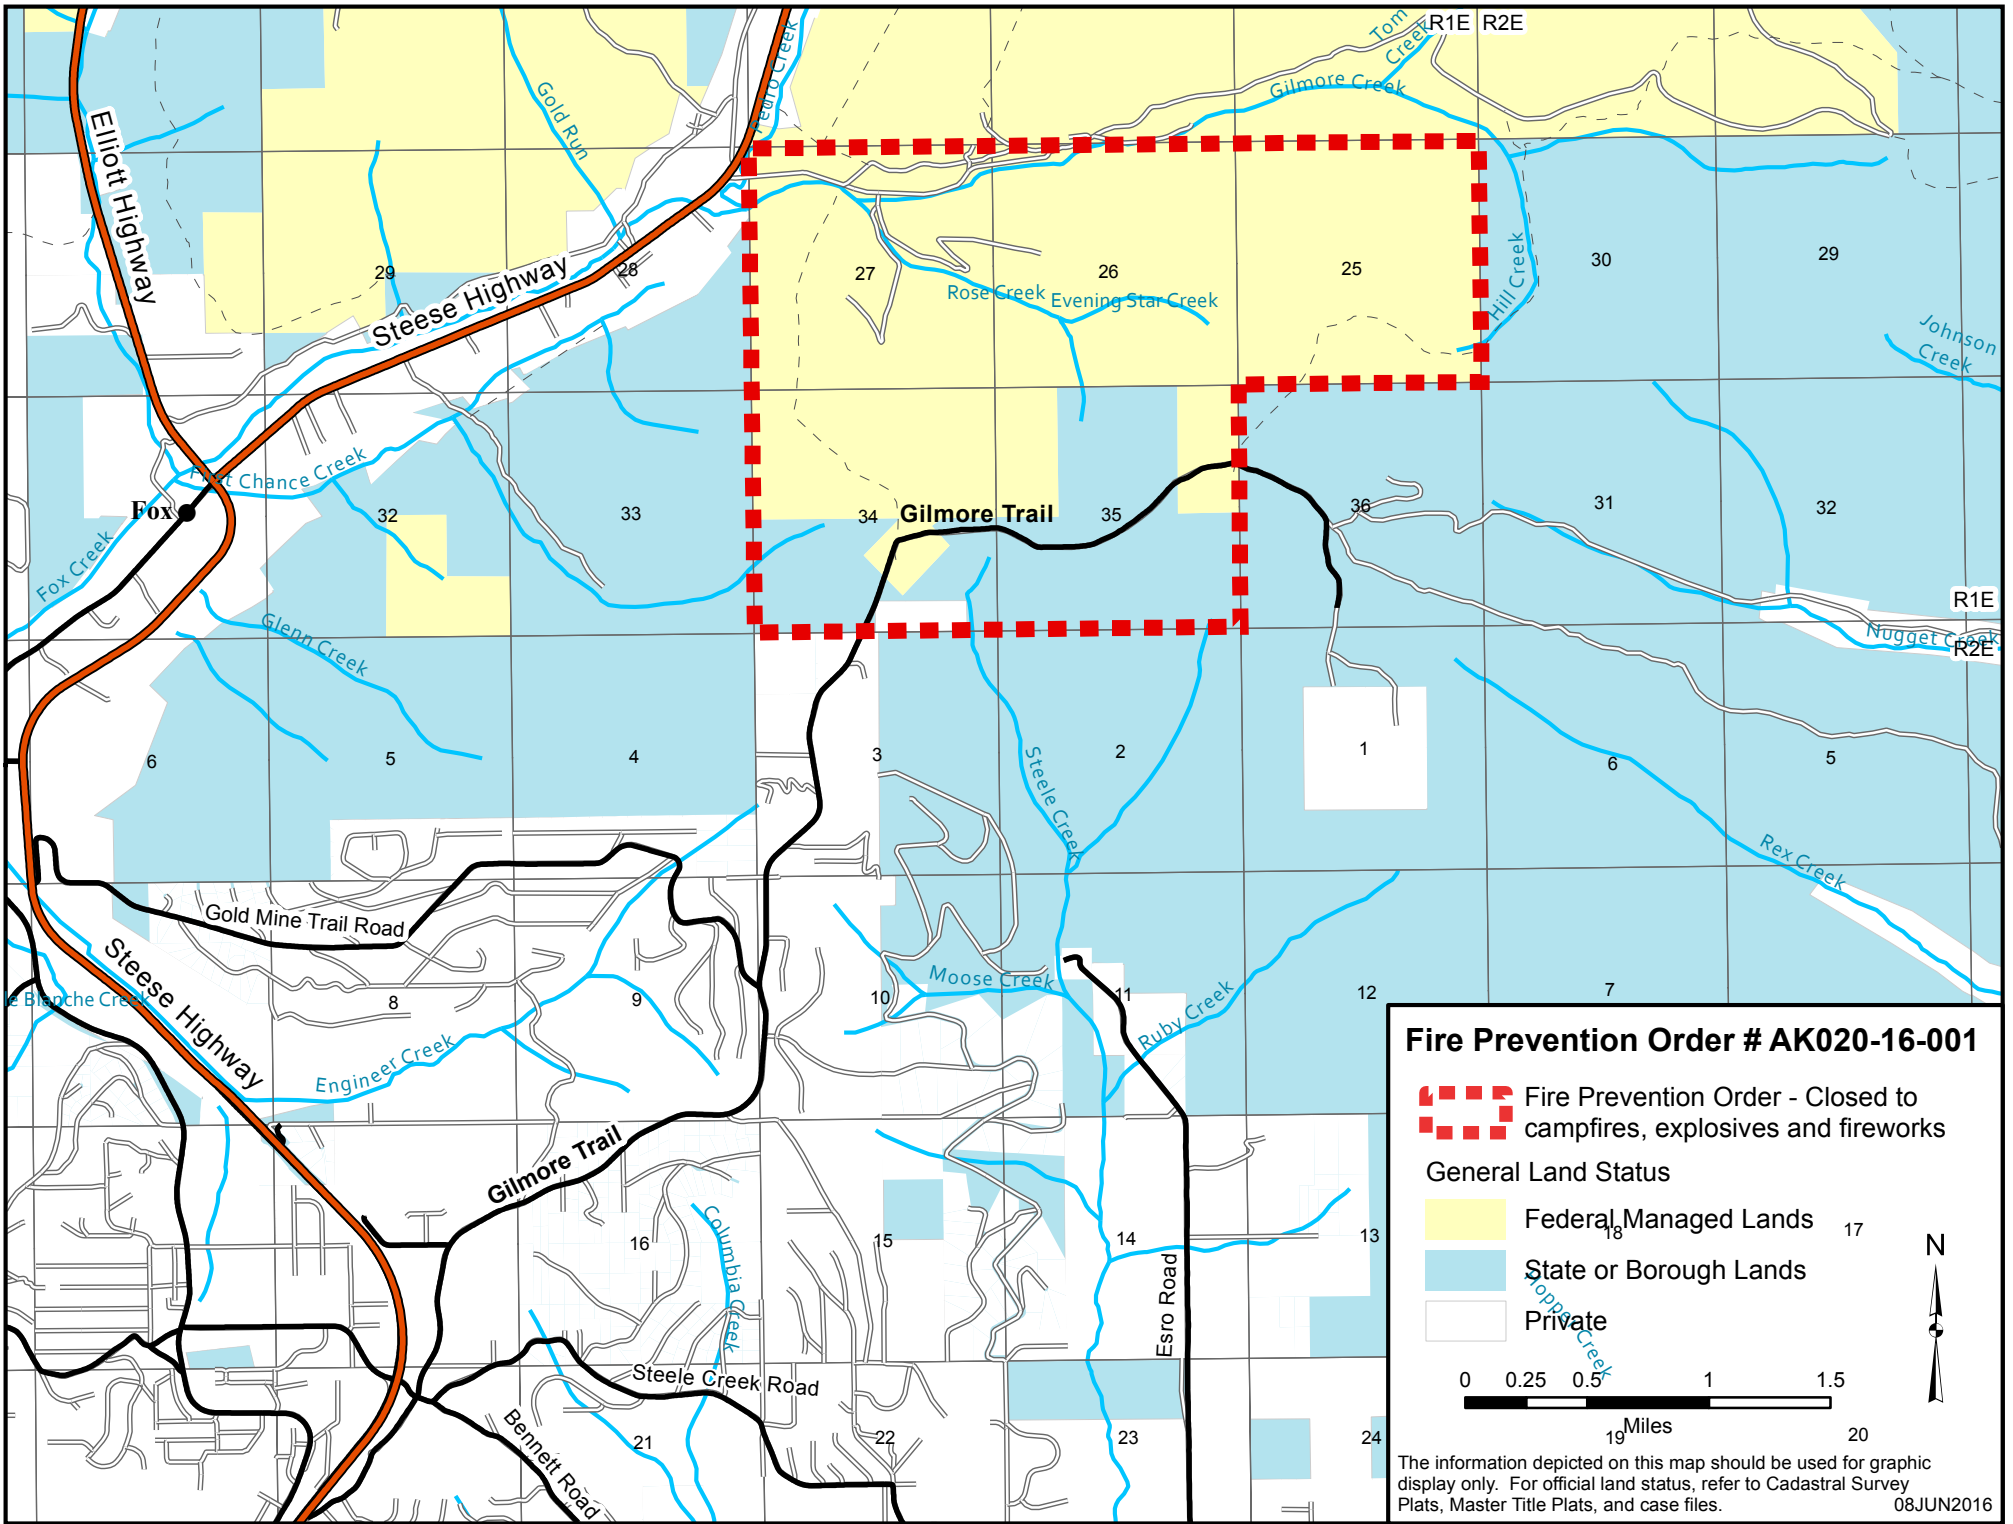 R1E R2E
Tom
Creek
Gilmore Creek
Pedro Creek
Gold Run
Elliott Highway
Steese Highway
29
28
27
26
25
30
29
Rose Creek
Evening Star Creek
Hill Creek
Johnson
Creek
First Chance Creek
Fox
Fox Creek
32
33
34
Gilmore Trail
35
36
31
32
R1E
Nugget Creek
R2E
Glenn Creek
6
5
4
3
2
1
6
5
Steele Creek
Rex Creek
Gold Mine Trail Road
Steese Highway
le Blanche Creek
8
9
10
Moose Creek
11
12
7
Ruby Creek
Engineer Creek
Gilmore Trail
16
15
14
13
Columbia Creek
Esro Road
Steele Creek Road
Bennett Road
21
22
23
24
Fire Prevention Order # AK020-16-001
Fire Prevention Order - Closed to
campfires, explosives and fireworks
General Land Status
Federal Managed Lands
18
17
State or Borough Lands
Hopper Creek
Private
N
0 0.25 0.5 1 1.5
Miles
19
20
The information depicted on this map should be used for graphic
display only. For official land status, refer to Cadastral Survey
Plats, Master Title Plats, and case files.
08JUN2016